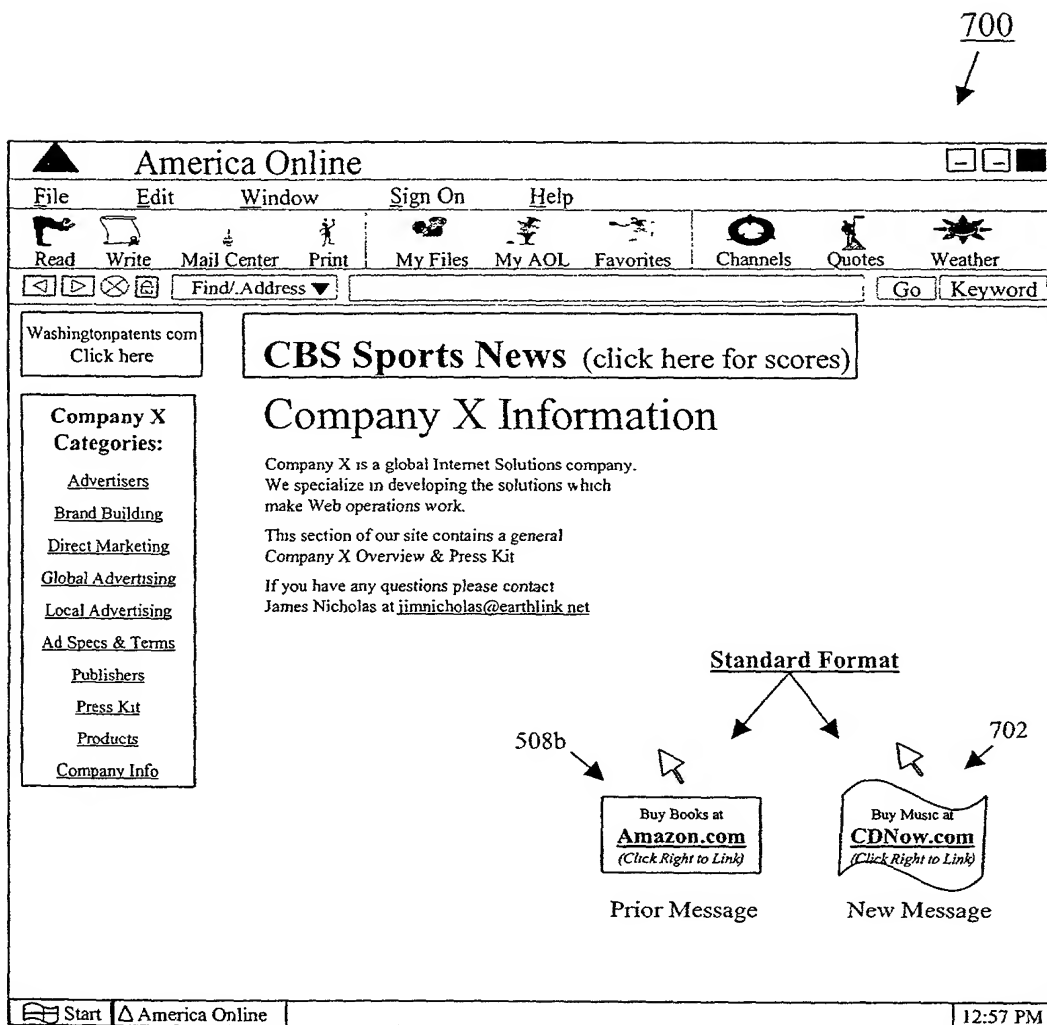 700
America Online
File Edit Window Sign On Help
Read Write Mail Center Print My Files My AOL Favorites Channels Quotes Weather
Find/.Address Go Keyword
Washingtonpatents com
Click here
CBS Sports News (click here for scores)
Company X
Categories:
Advertisers
Brand Building
Direct Marketing
Global Advertising
Local Advertising
Ad Specs & Terms
Publishers
Press Kit
Products
Company Info
Company X Information
Company X is a global Internet Solutions company.
We specialize in developing the solutions which
make Web operations work.
This section of our site contains a general
Company X Overview & Press Kit
If you have any questions please contact
James Nicholas at jimnicholas@earthlink net
Standard Format
508b
702
Buy Books at
Amazon.com
(Click Right to Link)
Prior Message
Buy Music at
CDNow.com
(Click Right to Link)
New Message
Start America Online 12:57 PM